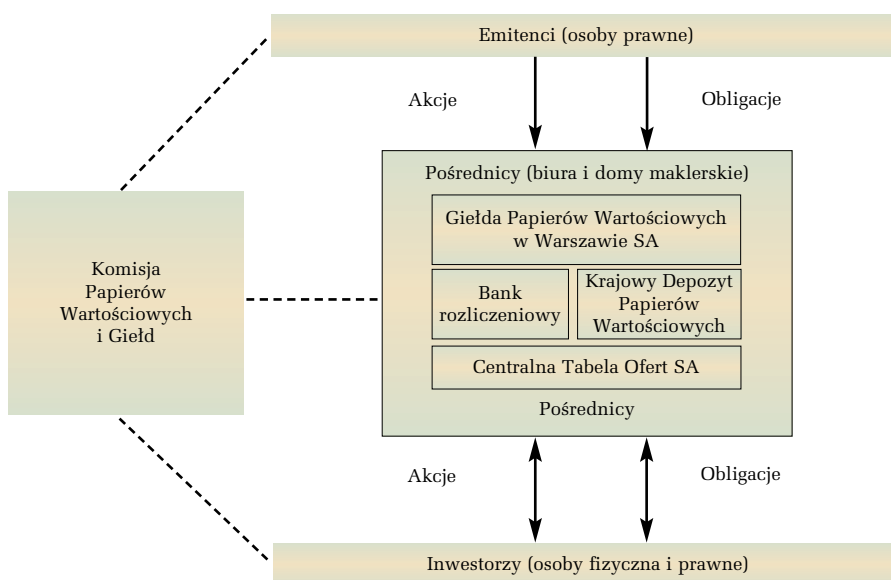 Emitenci (osoby prawne)
Akcje
Obligacje
Pośrednicy (biura i domy maklerskie)
Giełda Papierów Wartościowych
w Warszawie SA
Komisja
Papierów
Wartościowych
i Giełd
Bank
rozliczeniowy
Krajowy Depozyt
Papierów
Wartościowych
Centralna Tabela Ofert SA
Pośrednicy
Akcje
Obligacje
Inwestorzy (osoby fizyczna i prawne)